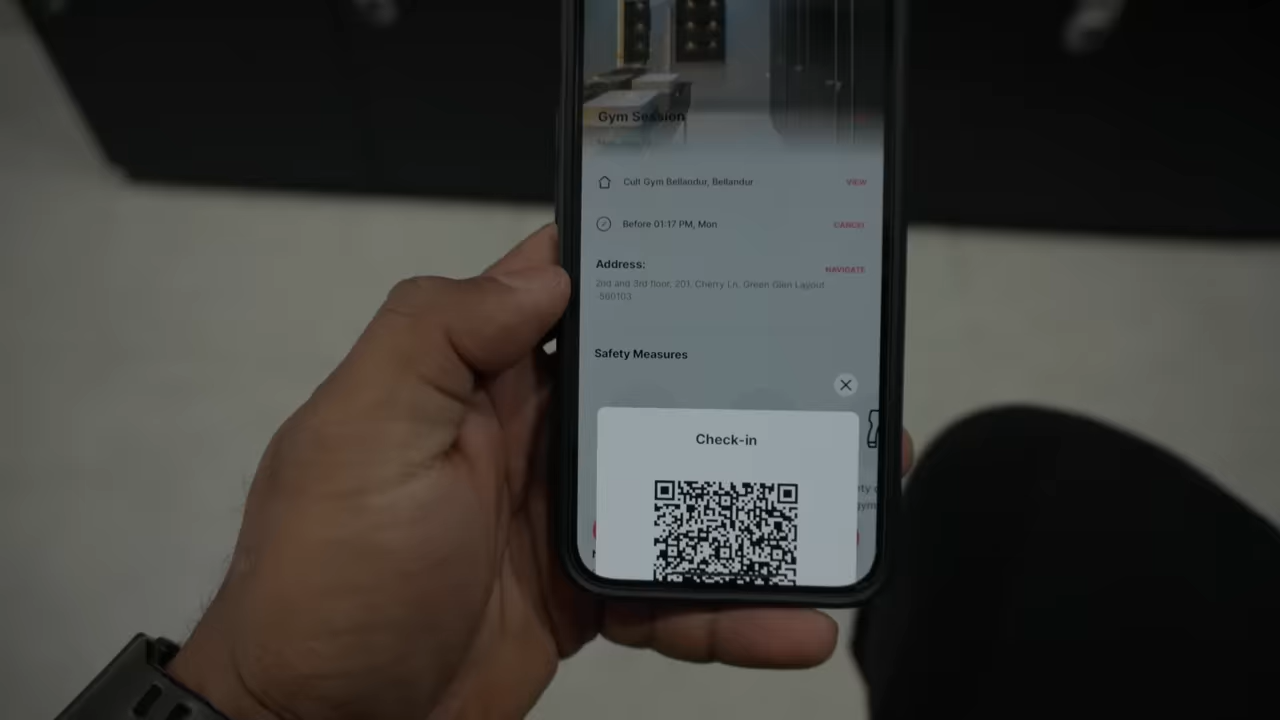 Gym Session
Cult Gym Bellandur, Bellandur
VIEW
Before 01:17 PM, Mon
CANCEL
Address:
NAVIGATE
2nd and 3rd floor, 201, Cherry Ln, Green Glen Layout
-560103
Safety Measures
Check-in